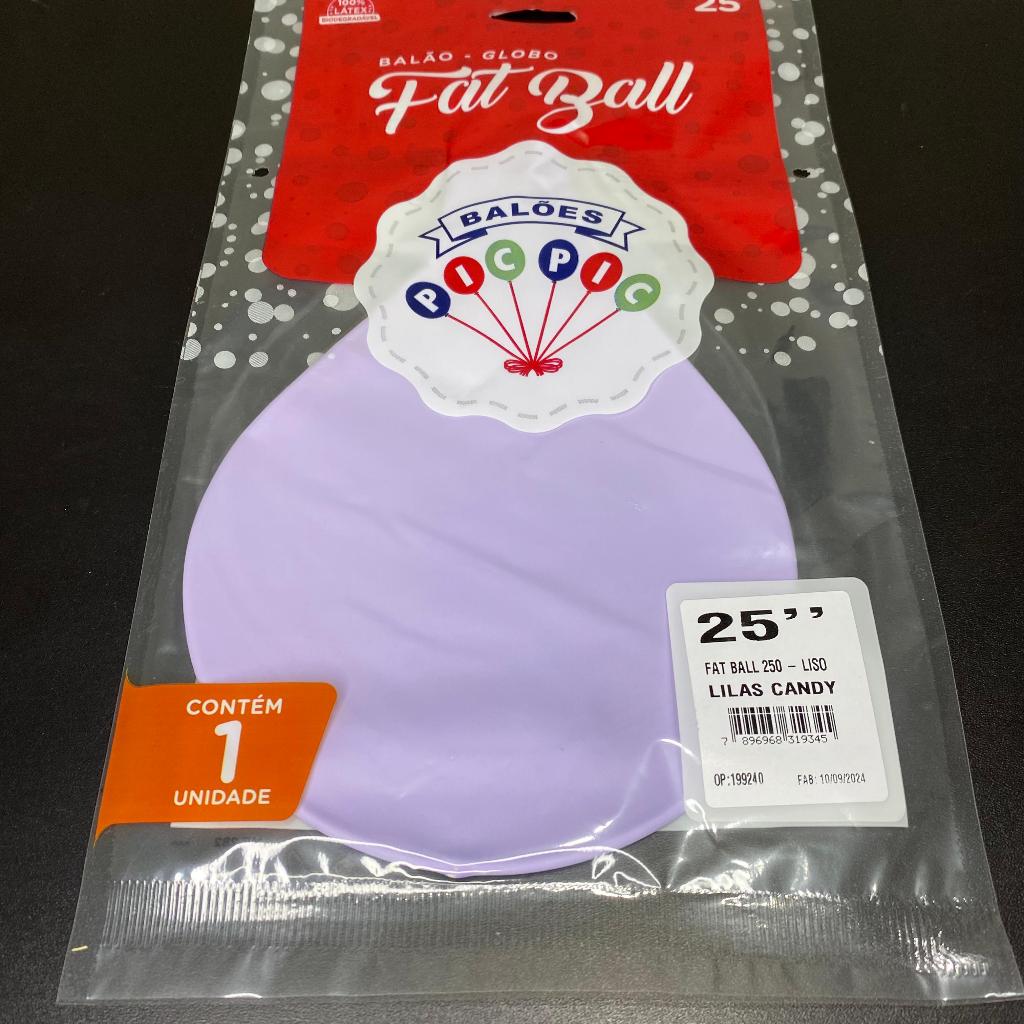 100%
LÁTEX
BIODEGRADÁVEL
25
BALÃO - GLOBO
Fat Ball
BALÕES
PIC PIC
25’’
FAT BALL 250 – LISO
LILAS CANDY
7 896968 319345
OP:199240 FAB: 10/09/2024
CONTÉM
1
UNIDADE